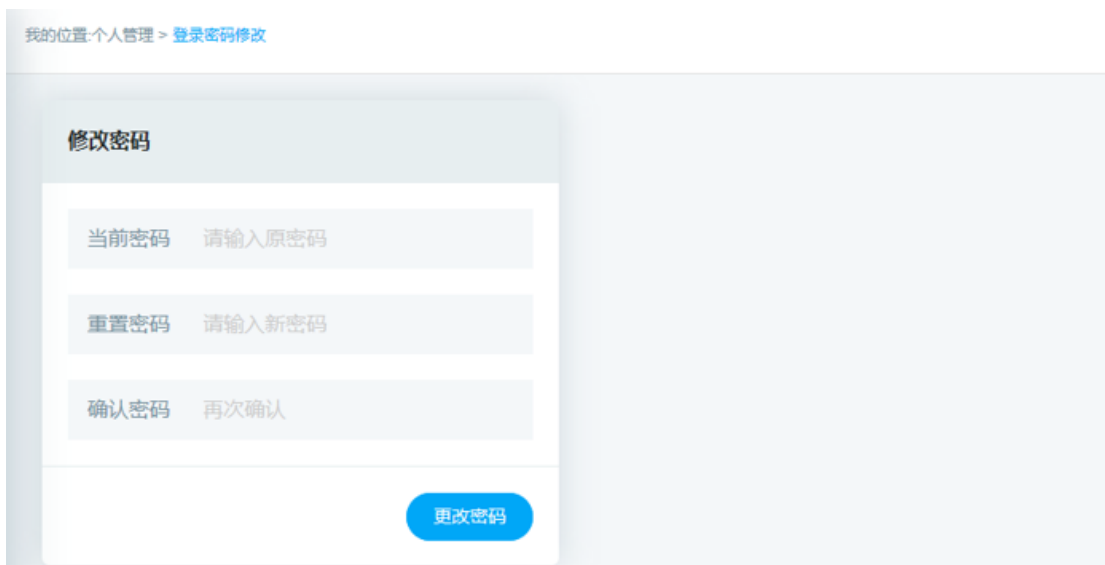 我的位置:个人管理 > 登录密码修改
修改密码
当前密码 请输入原密码
重置密码 请输入新密码
确认密码 再次确认
更改密码